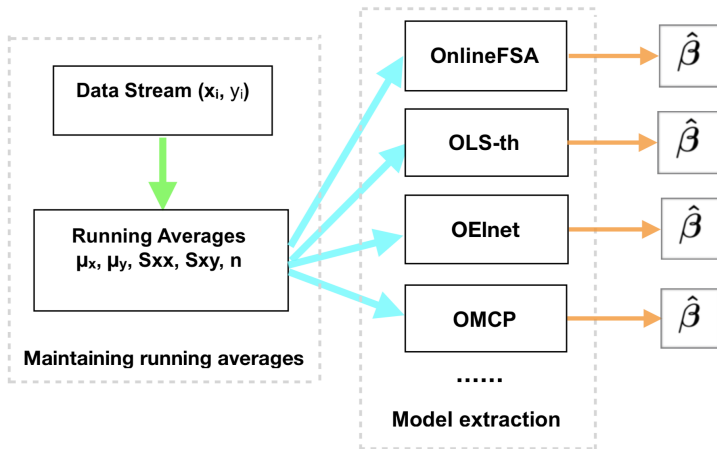 Data Stream (xᵢ, yᵢ)
Running Averages
μₓ, μᵧ, Sxx, Sxy, n
Maintaining running averages
OnlineFSA
β̂
OLS-th
β̂
OElnet
β̂
OMCP
β̂
......
Model extraction